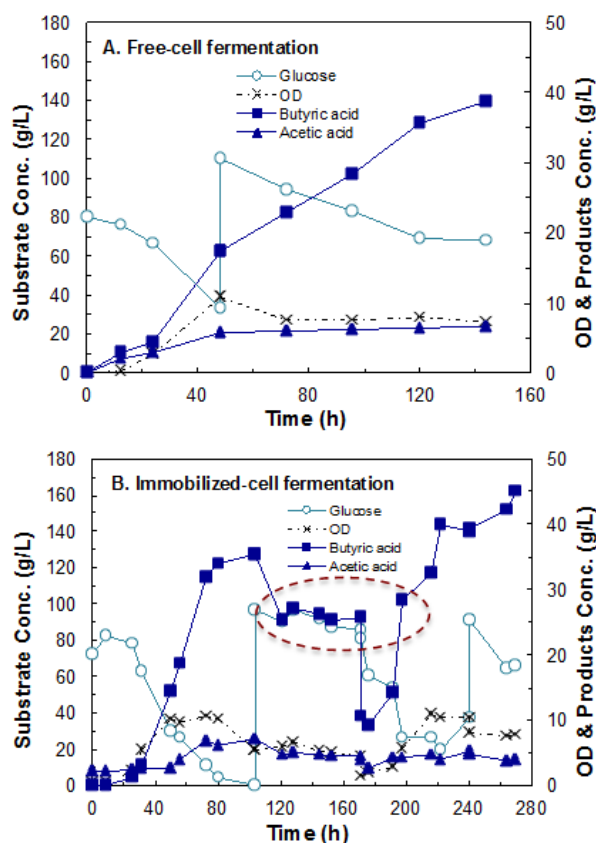 A. Free-cell fermentation
Glucose
OD
Butyric acid
Acetic acid
Substrate Conc. (g/L)
OD & Products Conc. (g/L)
180
160
140
120
100
80
60
40
20
0
50
40
30
20
10
0
0 40 80 120 160
Time (h)
B. Immobilized-cell fermentation
Glucose
OD
Butyric acid
Acetic acid
Substrate Conc. (g/L)
OD & Products Conc. (g/L)
180
160
140
120
100
80
60
40
20
0
50
40
30
20
10
0
0 40 80 120 160 200 240 280
Time (h)